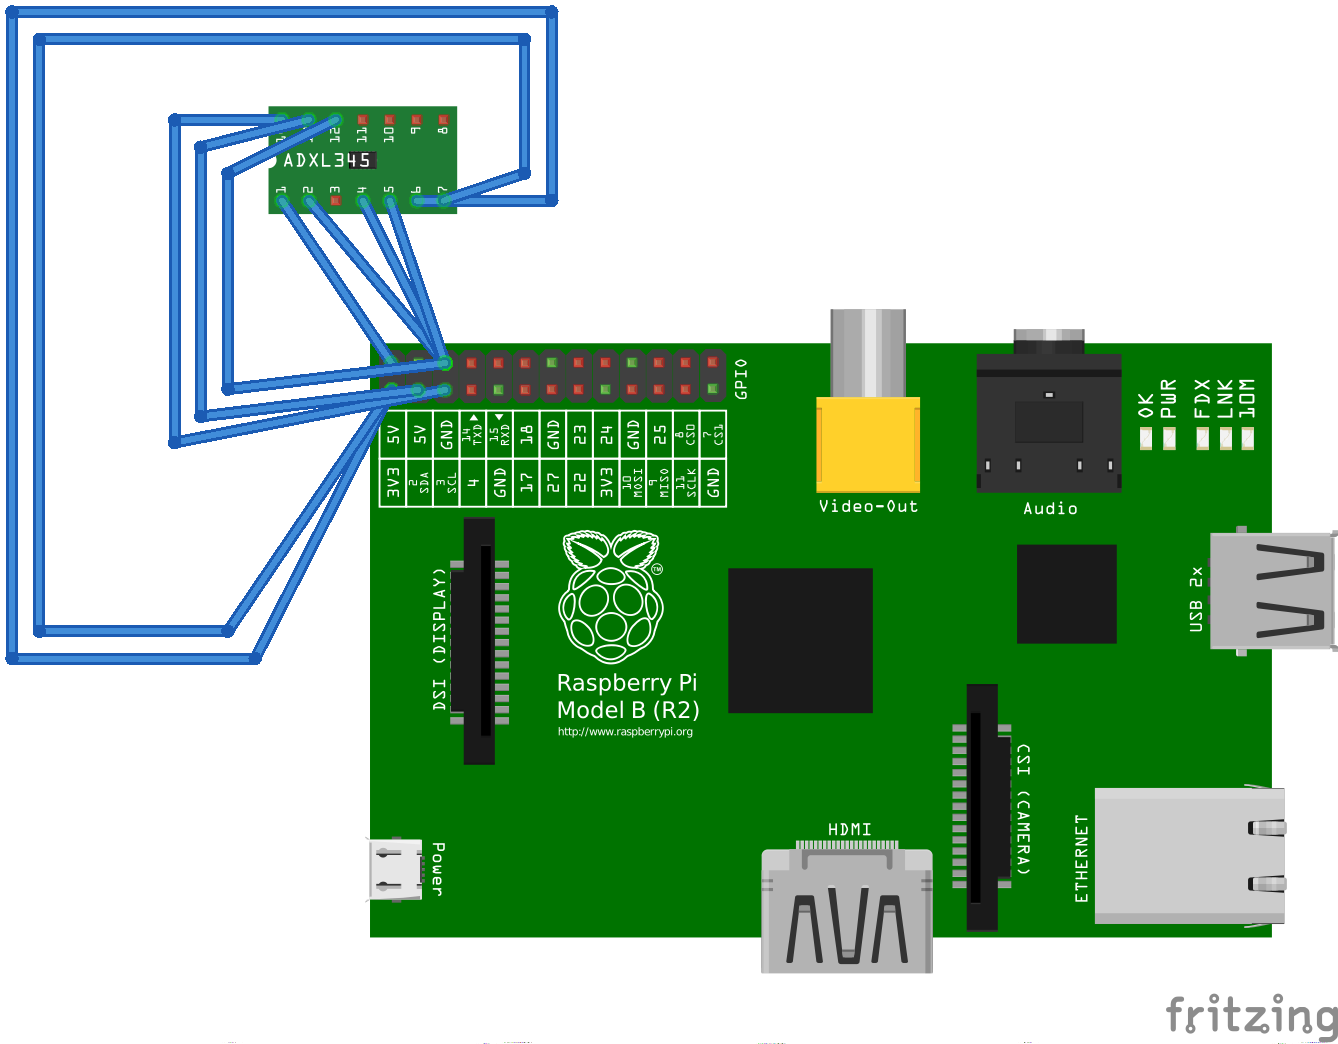 12 11 10 9 8
ADXL345
1 2 3 4 5 6 7
GPIO
5V 5V GND 14 TXD 15 RXD 18 GND 23 24 GND 25 8 CS0 7 CS1
3V3 2 SDA 3 SCL 4 GND 17 27 22 3V3 10 MOSI 9 MISO 11 SCLK GND
OK PWR FDX LNK 10M
Video-Out
Audio
USB 2x
DSI (DISPLAY)
TM
Raspberry Pi
Model B (R2)
http://www.raspberrypi.org
CSI (CAMERA)
HDMI
ETHERNET
Power
fritzing